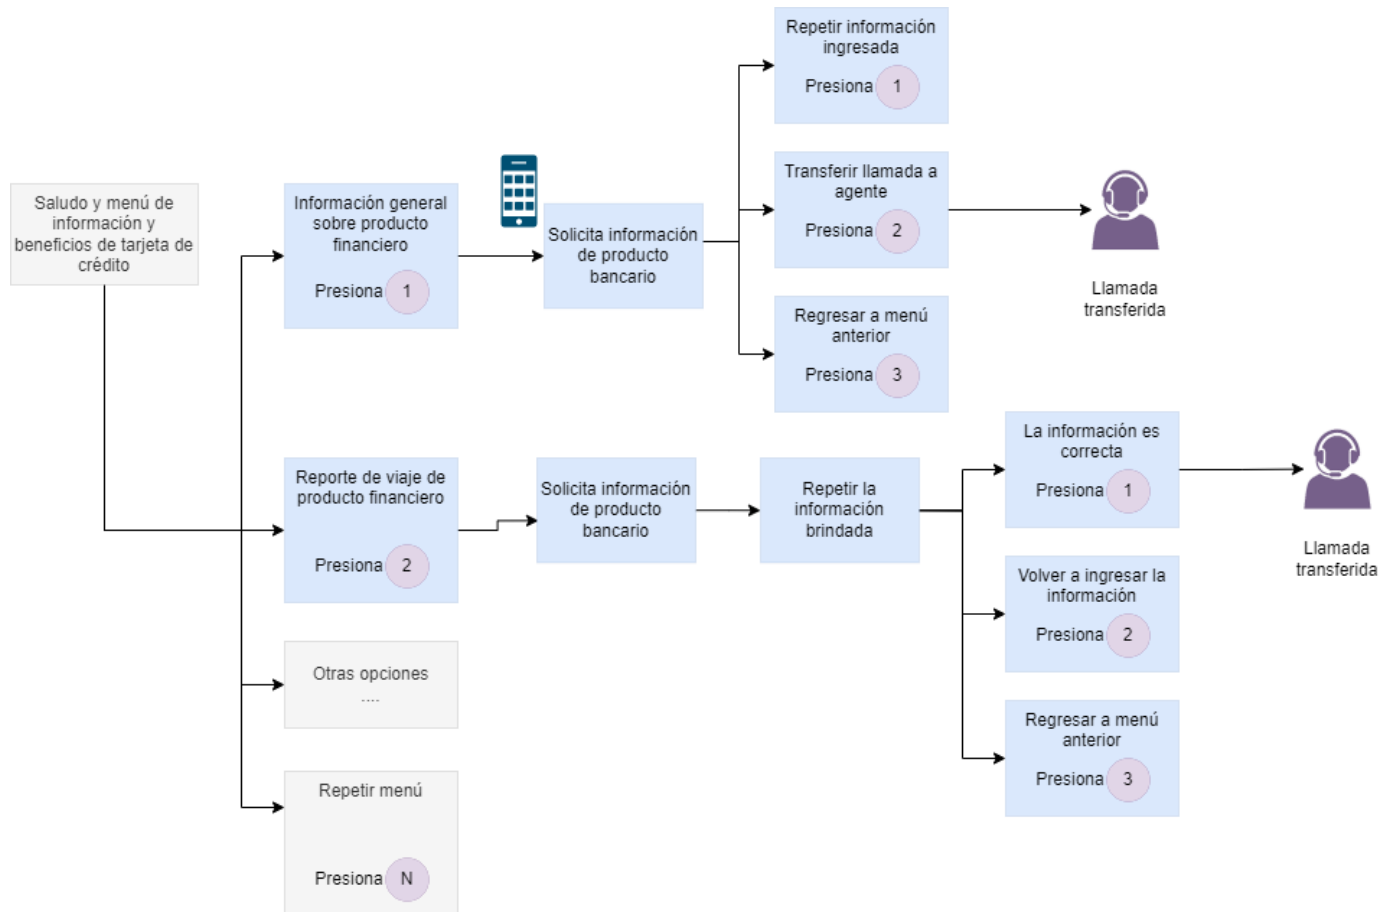 Saludo y menú de
información y
beneficios de tarjeta de
crédito
Información general
sobre producto
financiero
Presiona 1
Solicita información
de producto
bancario
Repetir información
ingresada
Presiona 1
Transferir llamada a
agente
Presiona 2
Llamada
transferida
Regresar a menú
anterior
Presiona 3
Reporte de viaje de
producto financiero
Presiona 2
Solicita información
de producto
bancario
Repetir la
información
brindada
La información es
correcta
Presiona 1
Llamada
transferida
Volver a ingresar la
información
Presiona 2
Regresar a menú
anterior
Presiona 3
Otras opciones
....
Repetir menú
Presiona N